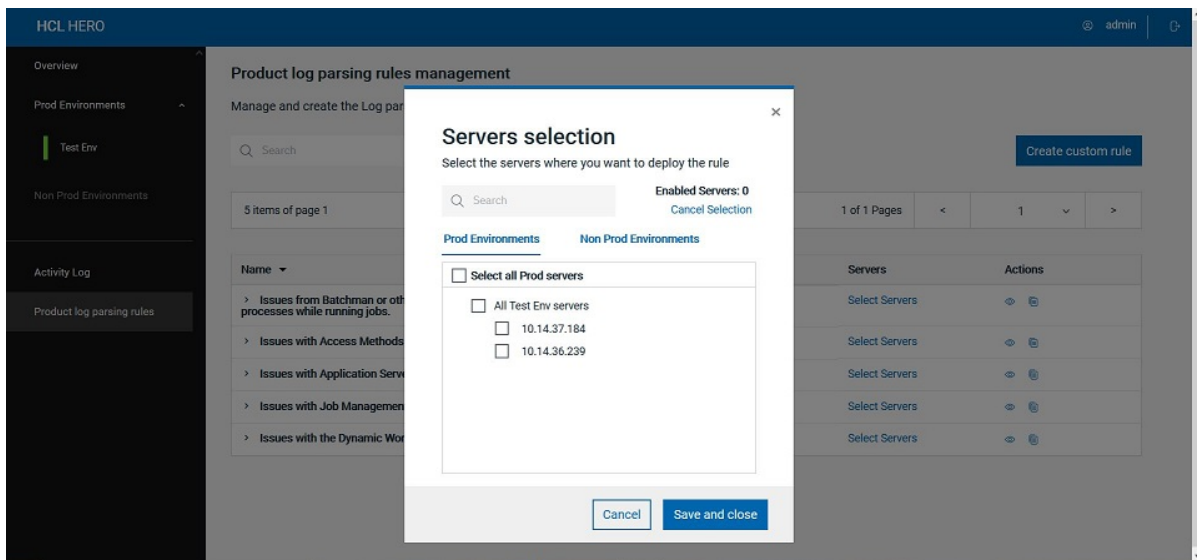 HCL HERO
admin
Overview
Prod Environments
Test Env
Non Prod Environments
Activity Log
Product log parsing rules
Product log parsing rules management
Manage and create the Log par
Search
Create custom rule
5 items of page 1
1 of 1 Pages
<
1
>
Name
Servers
Actions
> Issues from Batchman or oth
processes while running jobs.
Select Servers
> Issues with Access Methods
Select Servers
> Issues with Application Serve
Select Servers
> Issues with Job Managemen
Select Servers
> Issues with the Dynamic Wor
Select Servers
×
Servers selection
Select the servers where you want to deploy the rule
Search
Enabled Servers: 0
Cancel Selection
Prod Environments
Non Prod Environments
Select all Prod servers
All Test Env servers
10.14.37.184
10.14.36.239
Cancel
Save and close